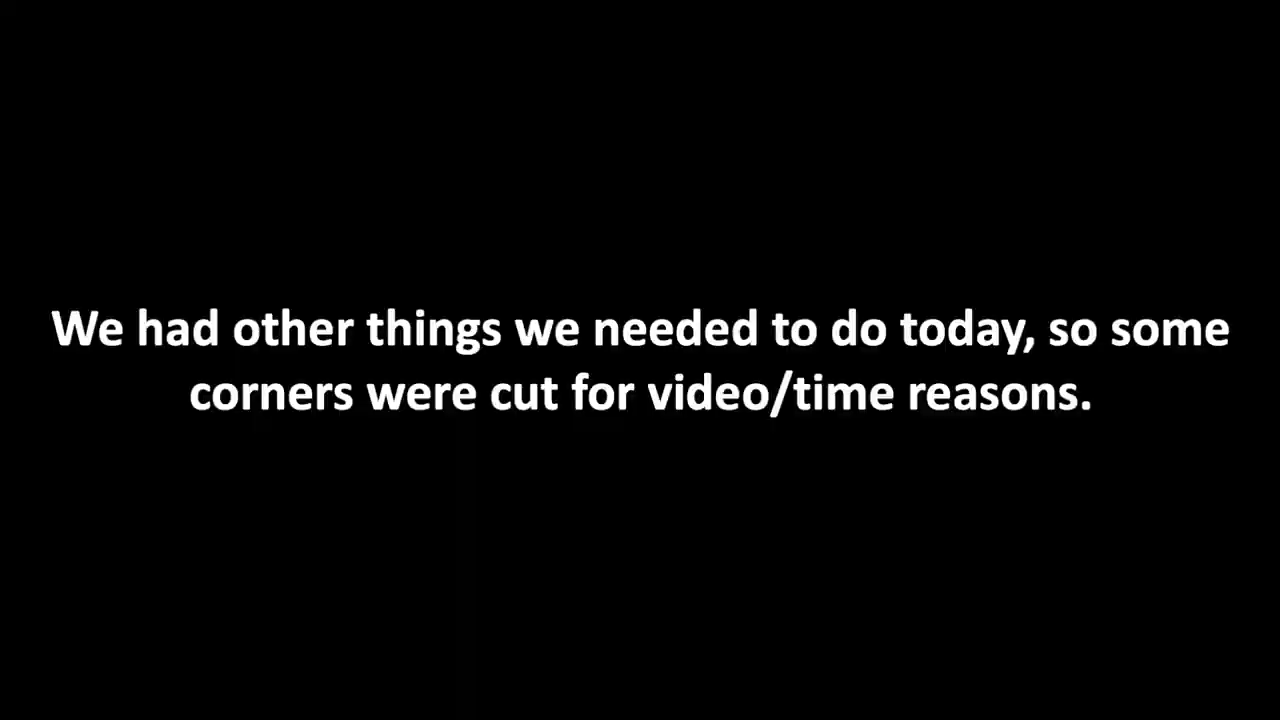 We had other things we needed to do today, so some
corners were cut for video/time reasons.